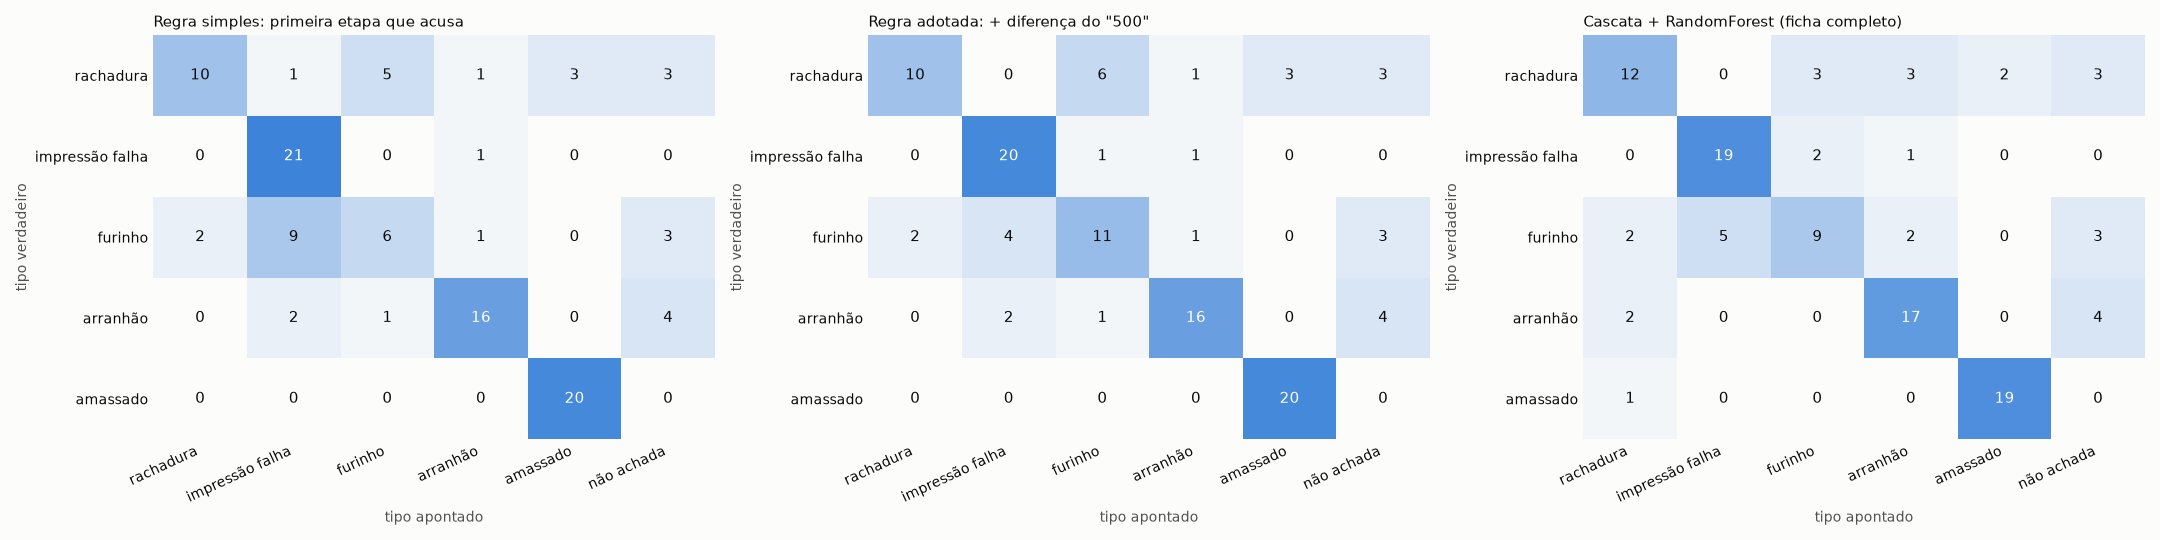 Regra simples: primeira etapa que acusa
tipo verdadeiro
rachadura 10 1 5 1 3 3
impressão falha 0 21 0 1 0 0
furinho 2 9 6 1 0 3
arranhão 0 2 1 16 0 4
amassado 0 0 0 0 20 0
rachadura impressão falha furinho arranhão amassado não achada
tipo apontado
Regra adotada: + diferença do "500"
tipo verdadeiro
rachadura 10 0 6 1 3 3
impressão falha 0 20 1 1 0 0
furinho 2 4 11 1 0 3
arranhão 0 2 1 16 0 4
amassado 0 0 0 0 20 0
rachadura impressão falha furinho arranhão amassado não achada
tipo apontado
Cascata + RandomForest (ficha completo)
tipo verdadeiro
rachadura 12 0 3 3 2 3
impressão falha 0 19 2 1 0 0
furinho 2 5 9 2 0 3
arranhão 2 0 0 17 0 4
amassado 1 0 0 0 19 0
rachadura impressão falha furinho arranhão amassado não achada
tipo apontado